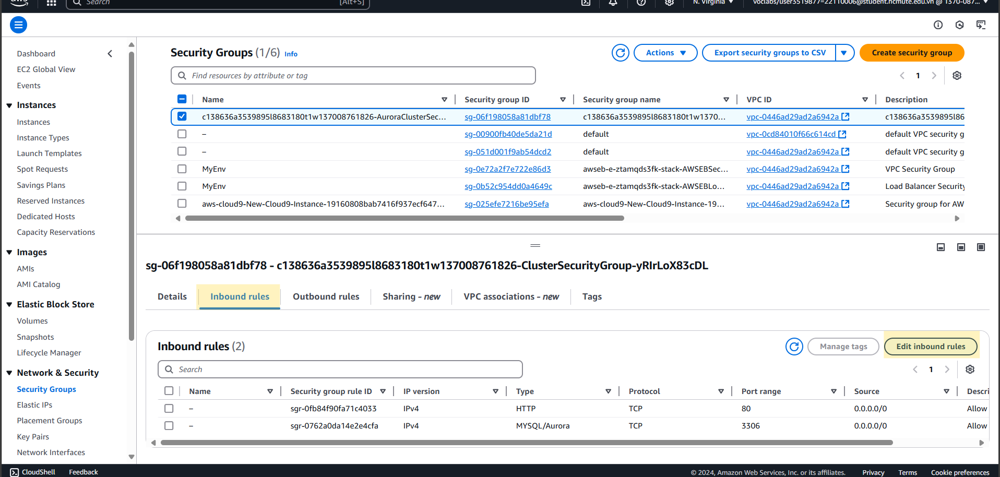 aws
Search
[Alt+S]
N. Virginia
voclabs/user3519877=22110006@student.hcmute.edu.vn @ 1370-087...
Dashboard
EC2 Global View
Events
Instances
Instances
Instance Types
Launch Templates
Spot Requests
Savings Plans
Reserved Instances
Dedicated Hosts
Capacity Reservations
Images
AMIs
AMI Catalog
Elastic Block Store
Volumes
Snapshots
Lifecycle Manager
Network & Security
Security Groups
Elastic IPs
Placement Groups
Key Pairs
Network Interfaces
Security Groups (1/6) Info
Actions
Export security groups to CSV
Create security group
Find resources by attribute or tag
1
Name Security group ID Security group name VPC ID Description
c138636a3539895l8683180t1w137008761826-AuroraClusterSec... sg-06f198058a81dbf78 c138636a3539895l8683180t1w1370... vpc-0446ad29ad2a6942a c138636a3539895l86
– sg-00900fb40de5da21d default vpc-0cd84010f66c614cd default VPC security g
– sg-051d001f9ab54dcd2 default vpc-0446ad29ad2a6942a default VPC security g
MyEnv sg-0e72a2f7e722e86d3 awseb-e-ztamqds3fk-stack-AWSEBSec... vpc-0446ad29ad2a6942a VPC Security Group
MyEnv sg-0b52c954dd0a4649c awseb-e-ztamqds3fk-stack-AWSEBLo... vpc-0446ad29ad2a6942a Load Balancer Security
aws-cloud9-New-Cloud9-Instance-19160808bab7416f937ecf647... sg-025efe7216be95efa aws-cloud9-New-Cloud9-Instance-19... vpc-0446ad29ad2a6942a Security group for AW
sg-06f198058a81dbf78 - c138636a3539895l8683180t1w137008761826-ClusterSecurityGroup-yRIrLoX83cDL
Details
Inbound rules
Outbound rules
Sharing - new
VPC associations - new
Tags
Inbound rules (2)
Manage tags
Edit inbound rules
Search
1
Name Security group rule ID IP version Type Protocol Port range Source Descri
– sgr-0fb84f90fa71c4033 IPv4 HTTP TCP 80 0.0.0.0/0 Allow
– sgr-0762a0da14e2e4cfa IPv4 MYSQL/Aurora TCP 3306 0.0.0.0/0 Allow
CloudShell
Feedback
© 2024, Amazon Web Services, Inc. or its affiliates.
Privacy
Terms
Cookie preferences